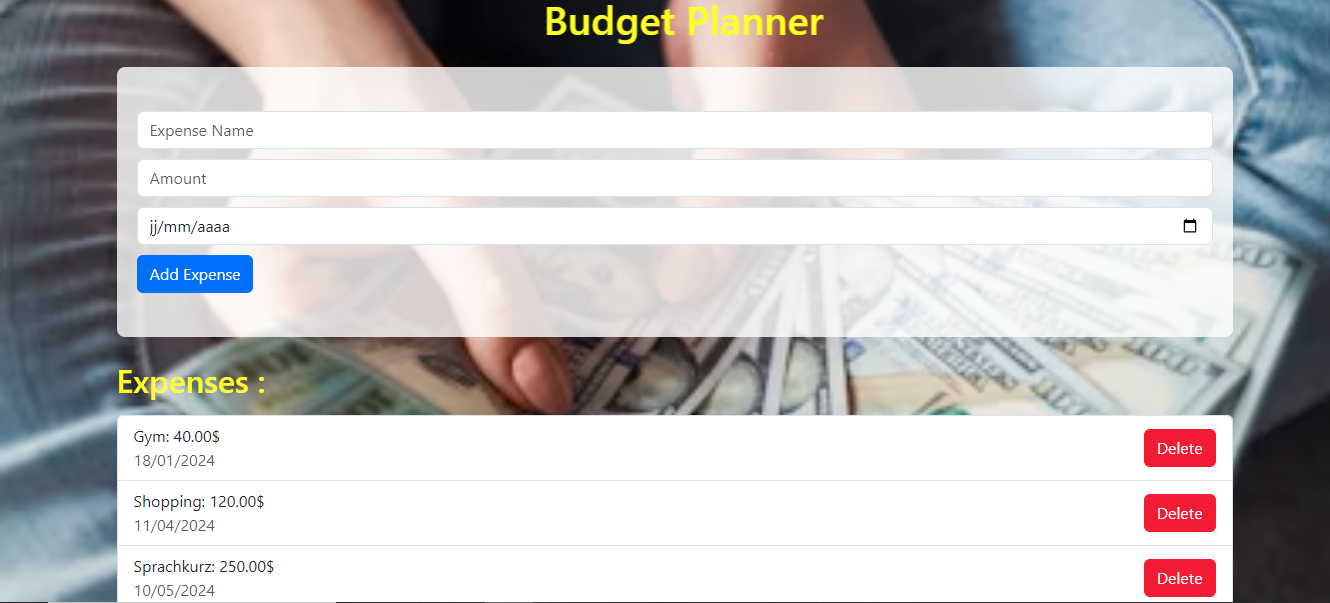 Budget Planner
Expense Name
Amount
jj/mm/aaaa
Add Expense
Expenses :
Gym: 40.00$
18/01/2024
Delete
Shopping: 120.00$
11/04/2024
Delete
Sprachkurz: 250.00$
10/05/2024
Delete